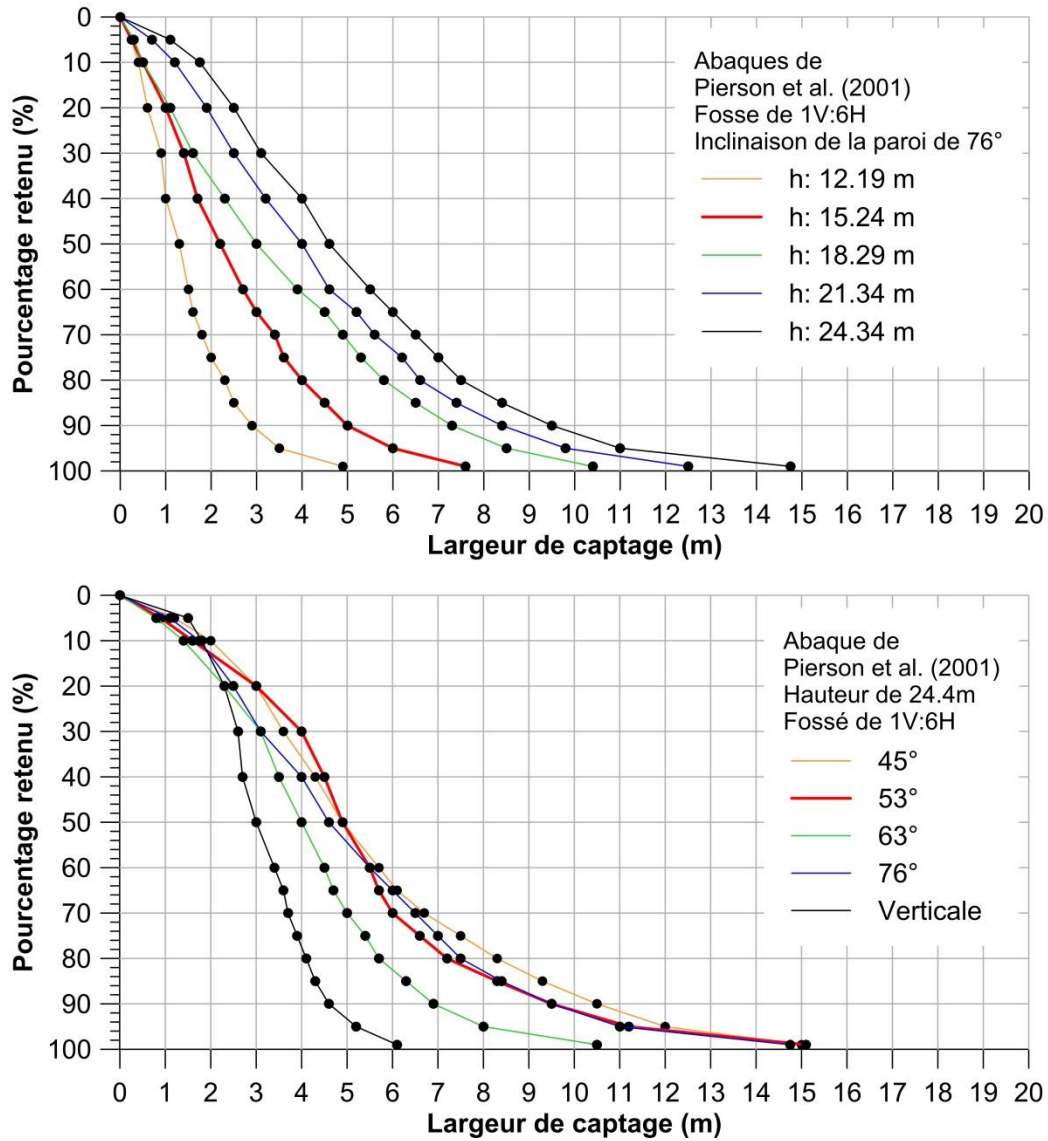 Pourcentage retenu (%)
0
10
20
30
40
50
60
70
80
90
100
Abaques de
Pierson et al. (2001)
Fosse de 1V:6H
Inclinaison de la paroi de 76°
h: 12.19 m
h: 15.24 m
h: 18.29 m
h: 21.34 m
h: 24.34 m
0 1 2 3 4 5 6 7 8 9 10 11 12 13 14 15 16 17 18 19 20
Largeur de captage (m)
Pourcentage retenu (%)
0
10
20
30
40
50
60
70
80
90
100
Abaque de
Pierson et al. (2001)
Hauteur de 24.4m
Fossé de 1V:6H
45°
53°
63°
76°
Verticale
0 1 2 3 4 5 6 7 8 9 10 11 12 13 14 15 16 17 18 19 20
Largeur de captage (m)